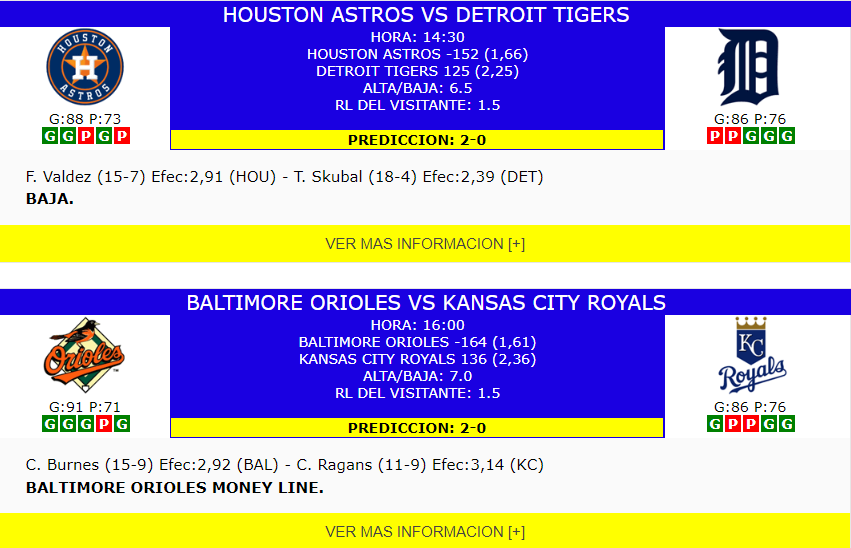 HOUSTON ASTROS VS DETROIT TIGERS
HOUSTON
ASTROS
G:88 P:73
G G P G P
HORA: 14:30
HOUSTON ASTROS -152 (1,66)
DETROIT TIGERS 125 (2,25)
ALTA/BAJA: 6.5
RL DEL VISITANTE: 1.5
PREDICCION: 2-0
D
G:86 P:76
P P G G G
F. Valdez (15-7) Efec:2,91 (HOU) - T. Skubal (18-4) Efec:2,39 (DET)
BAJA.
VER MAS INFORMACION [+]
BALTIMORE ORIOLES VS KANSAS CITY ROYALS
Orioles
G:91 P:71
G G G P G
HORA: 16:00
BALTIMORE ORIOLES -164 (1,61)
KANSAS CITY ROYALS 136 (2,36)
ALTA/BAJA: 7.0
RL DEL VISITANTE: 1.5
PREDICCION: 2-0
KC
Royals
G:86 P:76
G P P G G
C. Burnes (15-9) Efec:2,92 (BAL) - C. Ragans (11-9) Efec:3,14 (KC)
BALTIMORE ORIOLES MONEY LINE.
VER MAS INFORMACION [+]